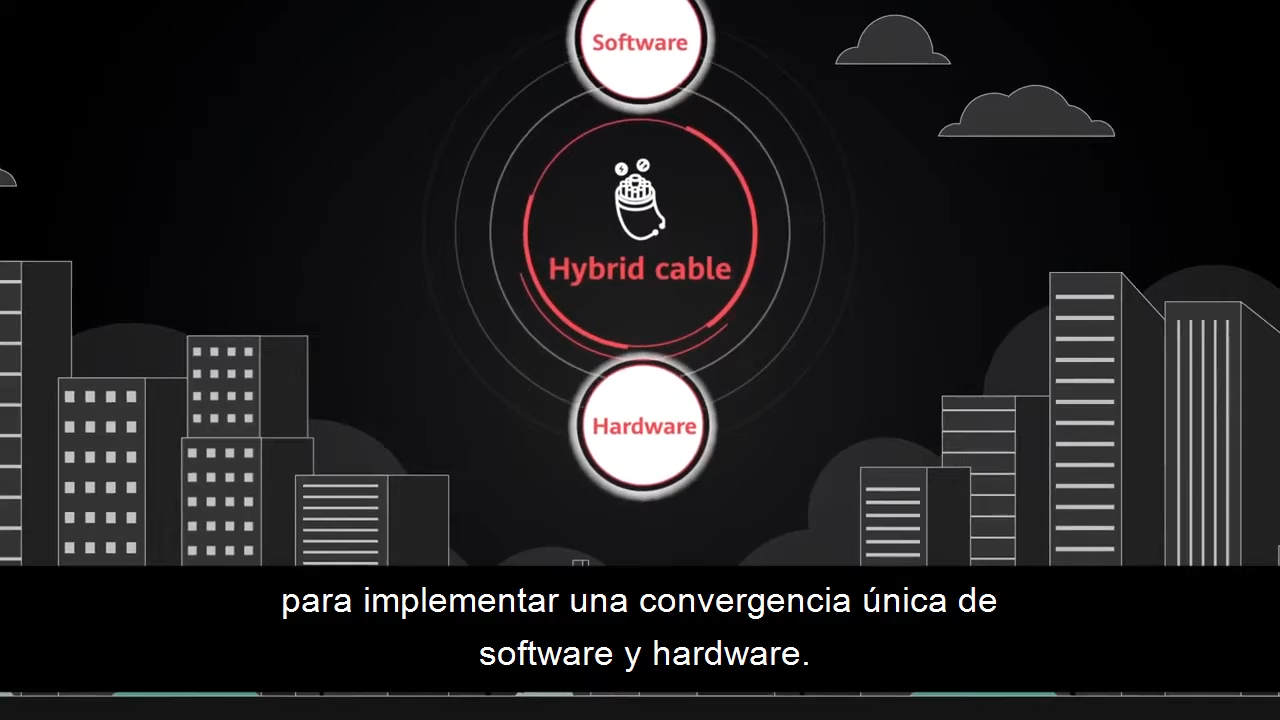 Software
Hybrid cable
Hardware
para implementar una convergencia única de
software y hardware.